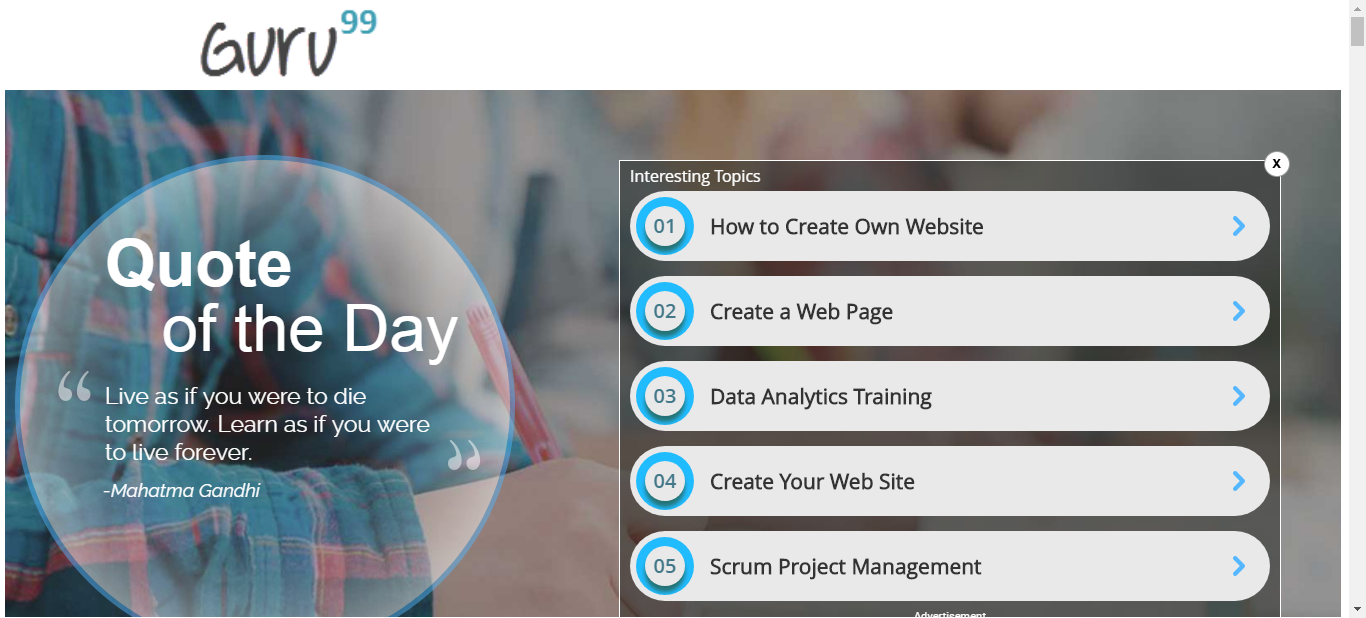 Guru99
X
Interesting Topics
01 How to Create Own Website
02 Create a Web Page
03 Data Analytics Training
04 Create Your Web Site
05 Scrum Project Management
Advertisement
Quote
of the Day
“ Live as if you were to die
tomorrow. Learn as if you were
to live forever. ”
-Mahatma Gandhi